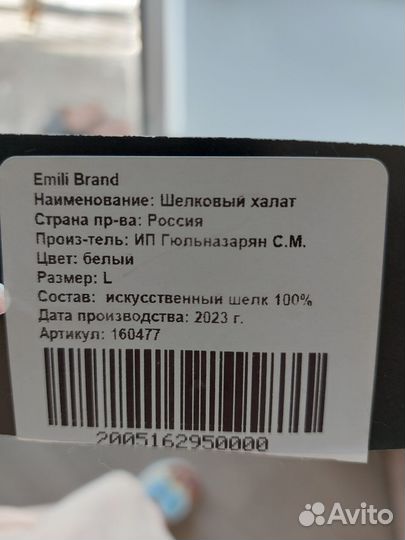 Emili Brand
Наименование: Шелковый халат
Страна пр-ва: Россия
Произ-тель: ИП Гюльназарян С.М.
Цвет: белый
Размер: L
Состав: искусственный шелк 100%
Дата производства: 2023 г.
Артикул: 160477
2005162950000
Avito